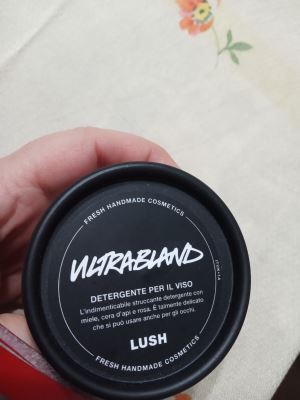 FRESH HANDMADE COSMETICS
ULTRABLAND
DETERGENTE PER IL VISO
L'indimenticabile struccante detergente con
miele, cera d'api e rosa. È talmente delicato
che si può usare anche per gli occhi.
LUSH
FRESH HANDMADE COSMETICS